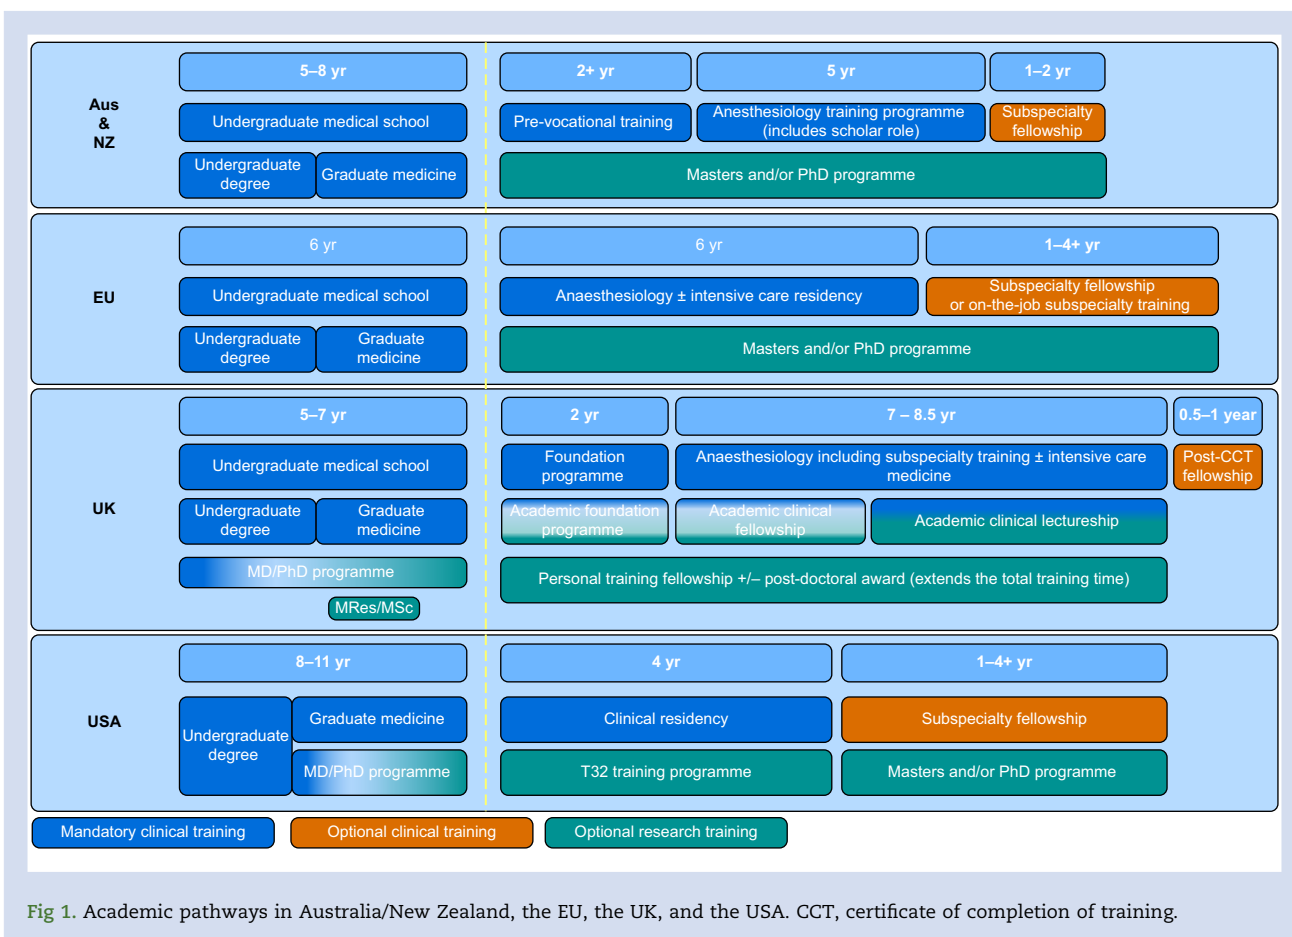 5–8 yr
2+ yr
5 yr
1–2 yr
Aus
&
NZ
Undergraduate medical school
Pre-vocational training
Anesthesiology training programme
(includes scholar role)
Subspecialty
fellowship
Undergraduate
degree
Graduate medicine
Masters and/or PhD programme
6 yr
6 yr
1–4+ yr
EU
Undergraduate medical school
Anaesthesiology ± intensive care residency
Subspecialty fellowship
or on-the-job subspecialty training
Undergraduate
degree
Graduate
medicine
Masters and/or PhD programme
5–7 yr
2 yr
7 – 8.5 yr
0.5–1 year
UK
Undergraduate medical school
Foundation
programme
Anaesthesiology including subspecialty training ± intensive care
medicine
Post-CCT
fellowship
Undergraduate
degree
Graduate
medicine
Academic foundation
programme
Academic clinical
fellowship
Academic clinical lectureship
MD/PhD programme
Personal training fellowship +/– post-doctoral award (extends the total training time)
MRes/MSc
8–11 yr
4 yr
1–4+ yr
USA
Undergraduate
degree
Graduate medicine
Clinical residency
Subspecialty fellowship
MD/PhD programme
T32 training programme
Masters and/or PhD programme
Mandatory clinical training
Optional clinical training
Optional research training
Fig 1. Academic pathways in Australia/New Zealand, the EU, the UK, and the USA. CCT, certificate of completion of training.